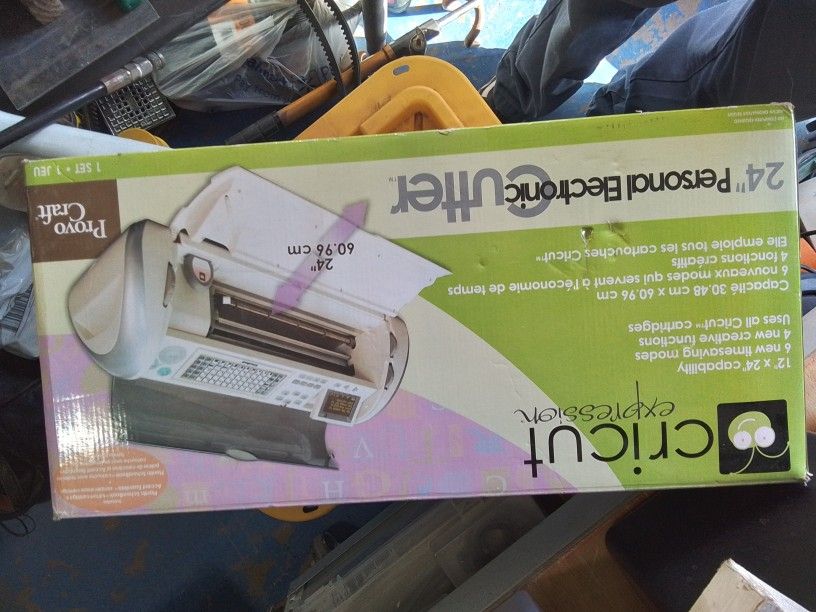 cricut
expression™
12" x 24" capability
6 new timesaving modes
4 new creative functions
Uses all Cricut™ cartridges
Capacité 30.48 cm x 60.96 cm
6 nouveaux modes qui servent à l'économie de temps
4 fonctions créatifs
Elle emploie tous les cartouches Cricut™
24" Personal Electronic Cutter™
24"
60.96 cm
Provo
Craft
1 SET • 1 JEU